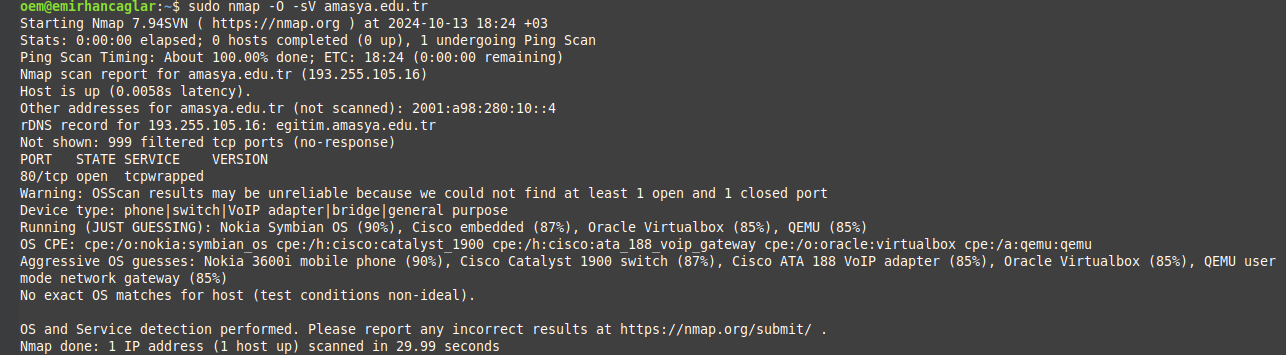 oem@emirhancaglar:~$ sudo nmap -O -sV amasya.edu.tr
Starting Nmap 7.94SVN ( https://nmap.org ) at 2024-10-13 18:24 +03
Stats: 0:00:00 elapsed; 0 hosts completed (0 up), 1 undergoing Ping Scan
Ping Scan Timing: About 100.00% done; ETC: 18:24 (0:00:00 remaining)
Nmap scan report for amasya.edu.tr (193.255.105.16)
Host is up (0.0058s latency).
Other addresses for amasya.edu.tr (not scanned): 2001:a98:280:10::4
rDNS record for 193.255.105.16: egitim.amasya.edu.tr
Not shown: 999 filtered tcp ports (no-response)
PORT   STATE SERVICE    VERSION
80/tcp open  tcpwrapped
Warning: OSScan results may be unreliable because we could not find at least 1 open and 1 closed port
Device type: phone|switch|VoIP adapter|bridge|general purpose
Running (JUST GUESSING): Nokia Symbian OS (90%), Cisco embedded (87%), Oracle Virtualbox (85%), QEMU (85%)
OS CPE: cpe:/o:nokia:symbian_os cpe:/h:cisco:catalyst_1900 cpe:/h:cisco:ata_188_voip_gateway cpe:/o:oracle:virtualbox cpe:/a:qemu:qemu
Aggressive OS guesses: Nokia 3600i mobile phone (90%), Cisco Catalyst 1900 switch (87%), Cisco ATA 188 VoIP adapter (85%), Oracle Virtualbox (85%), QEMU user
mode network gateway (85%)
No exact OS matches for host (test conditions non-ideal).

OS and Service detection performed. Please report any incorrect results at https://nmap.org/submit/ .
Nmap done: 1 IP address (1 host up) scanned in 29.99 seconds